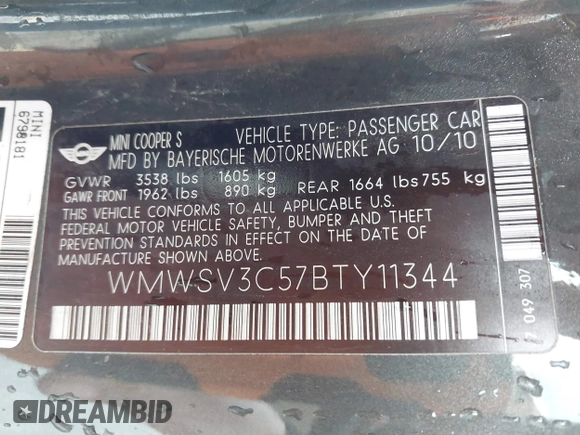 MINI
6798181
MINI COOPER S VEHICLE TYPE: PASSENGER CAR
MFD BY BAYERISCHE MOTORENWERKE AG 10/10
GVWR 3538 lbs 1605 kg
GAWR FRONT 1962 lbs 890 kg REAR 1664 lbs 755 kg
THIS VEHICLE CONFORMS TO ALL APPLICABLE U.S.
FEDERAL MOTOR VEHICLE SAFETY, BUMPER AND THEFT
PREVENTION STANDARDS IN EFFECT ON THE DATE OF
MANUFACTURE SHOWN ABOVE.
WMWSV3C57BTY11344
049 307
DREAMBID